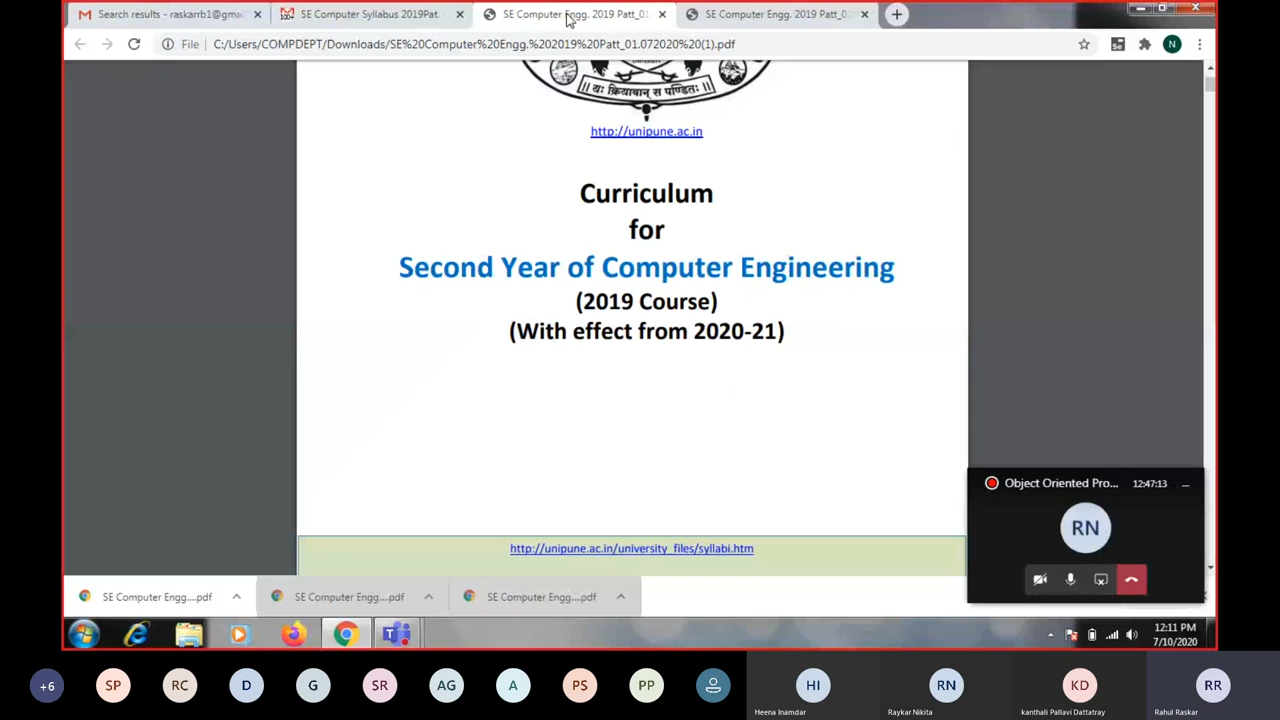 Search results - raskarrb1@gmai
SE Computer Syllabus 2019Pat.
SE Computer Engg. 2019 Patt_01
SE Computer Engg. 2019 Patt_0
File
C:/Users/COMPDEPT/Downloads/SE%20Computer%20Engg.%202019%20Patt_01.072020%20(1).pdf
N
यः क्रियावान् स पण्डितः
http://unipune.ac.in
Curriculum
for
Second Year of Computer Engineering
(2019 Course)
(With effect from 2020-21)
http://unipune.ac.in/university_files/syllabi.htm
Object Oriented Pro...
12:47:13
RN
SE Computer Engg....pdf
SE Computer Engg....pdf
SE Computer Engg....pdf
12:11 PM
7/10/2020
+6
SP
RC
D
G
SR
AG
A
PS
PP
HI
RN
KD
RR
Heena Inamdar
Raykar Nikita
kanthali Pallavi Dattatray
Rahul Raskar